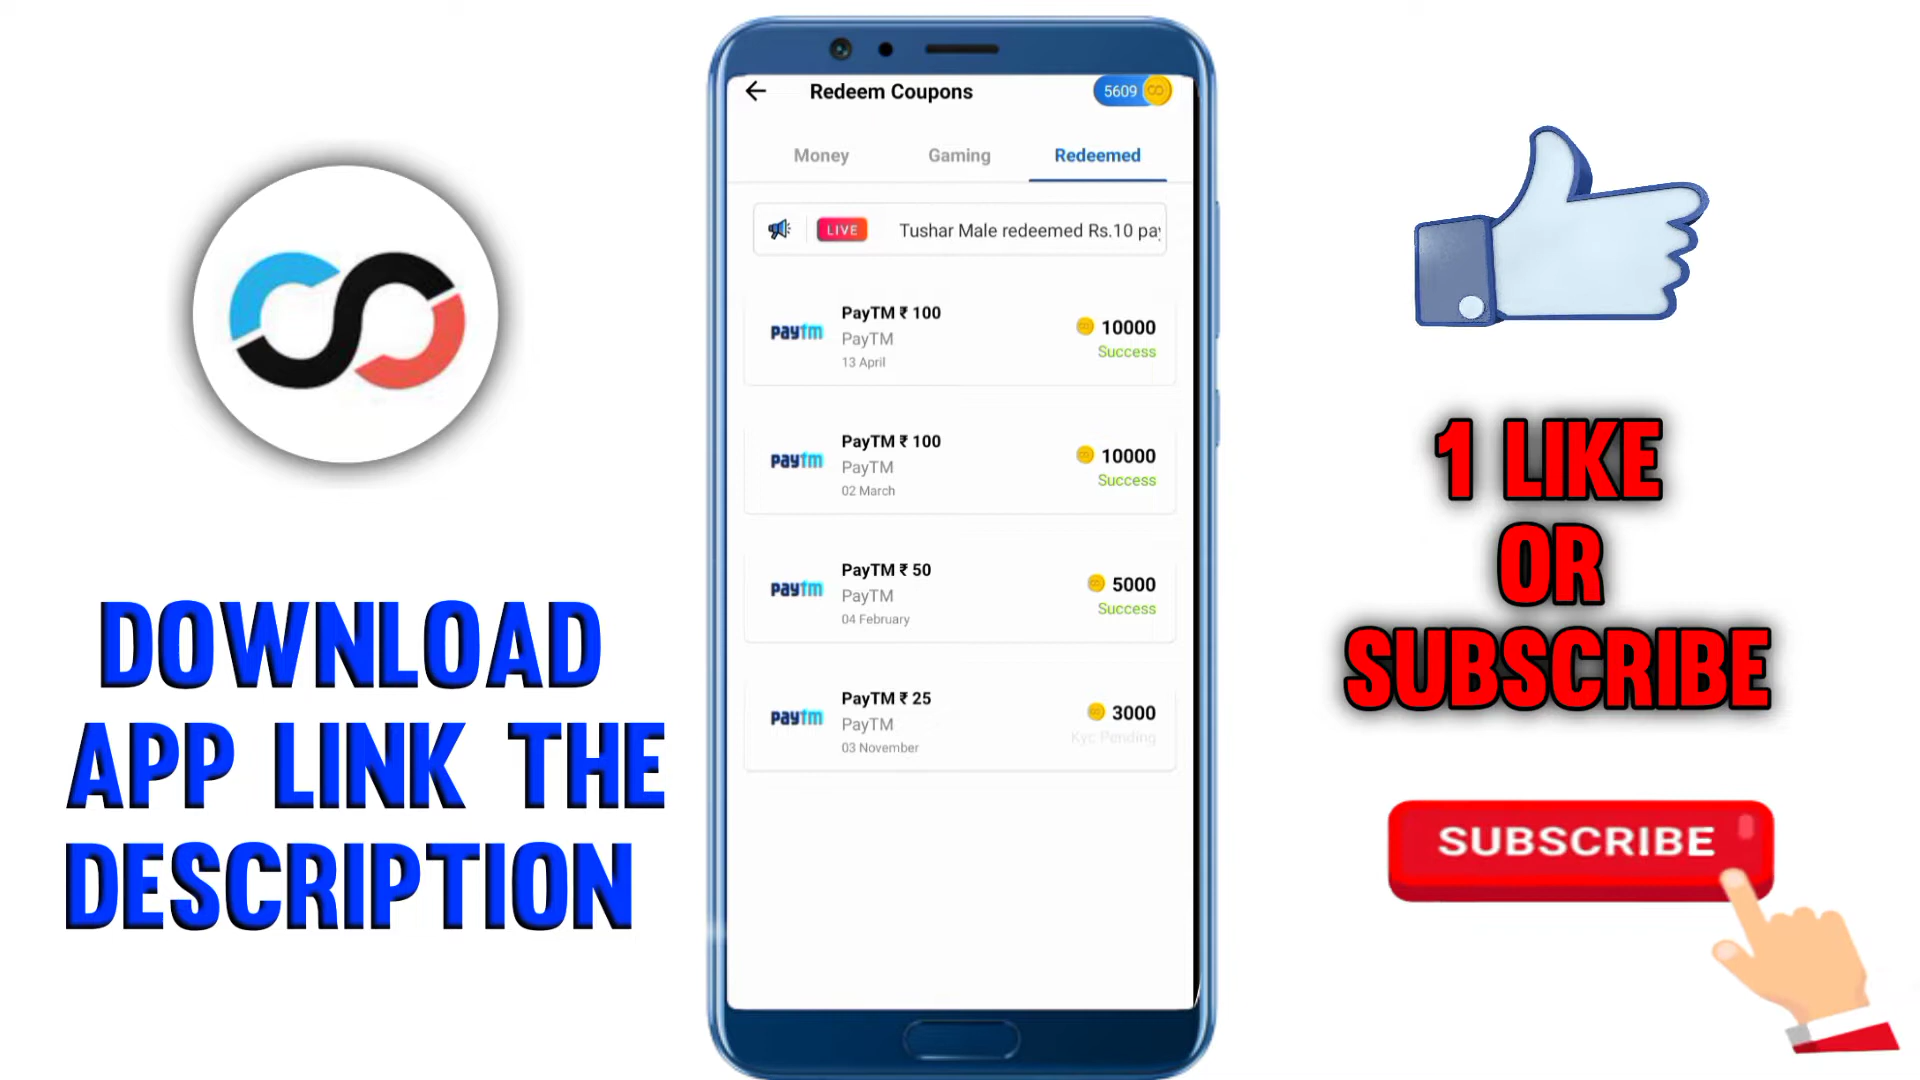 Redeem Coupons
5609
Money
Gaming
Redeemed
LIVE
Tushar Male redeemed Rs.10 pay
paytm
PayTM ₹ 100
PayTM
13 April
10000
Success
paytm
PayTM ₹ 100
PayTM
02 March
10000
Success
paytm
PayTM ₹ 50
PayTM
04 February
5000
Success
paytm
PayTM ₹ 25
PayTM
03 November
3000
Kyc Pending
DOWNLOAD
APP LINK THE
DESCRIPTION
1 LIKE
OR
SUBSCRIBE
SUBSCRIBE